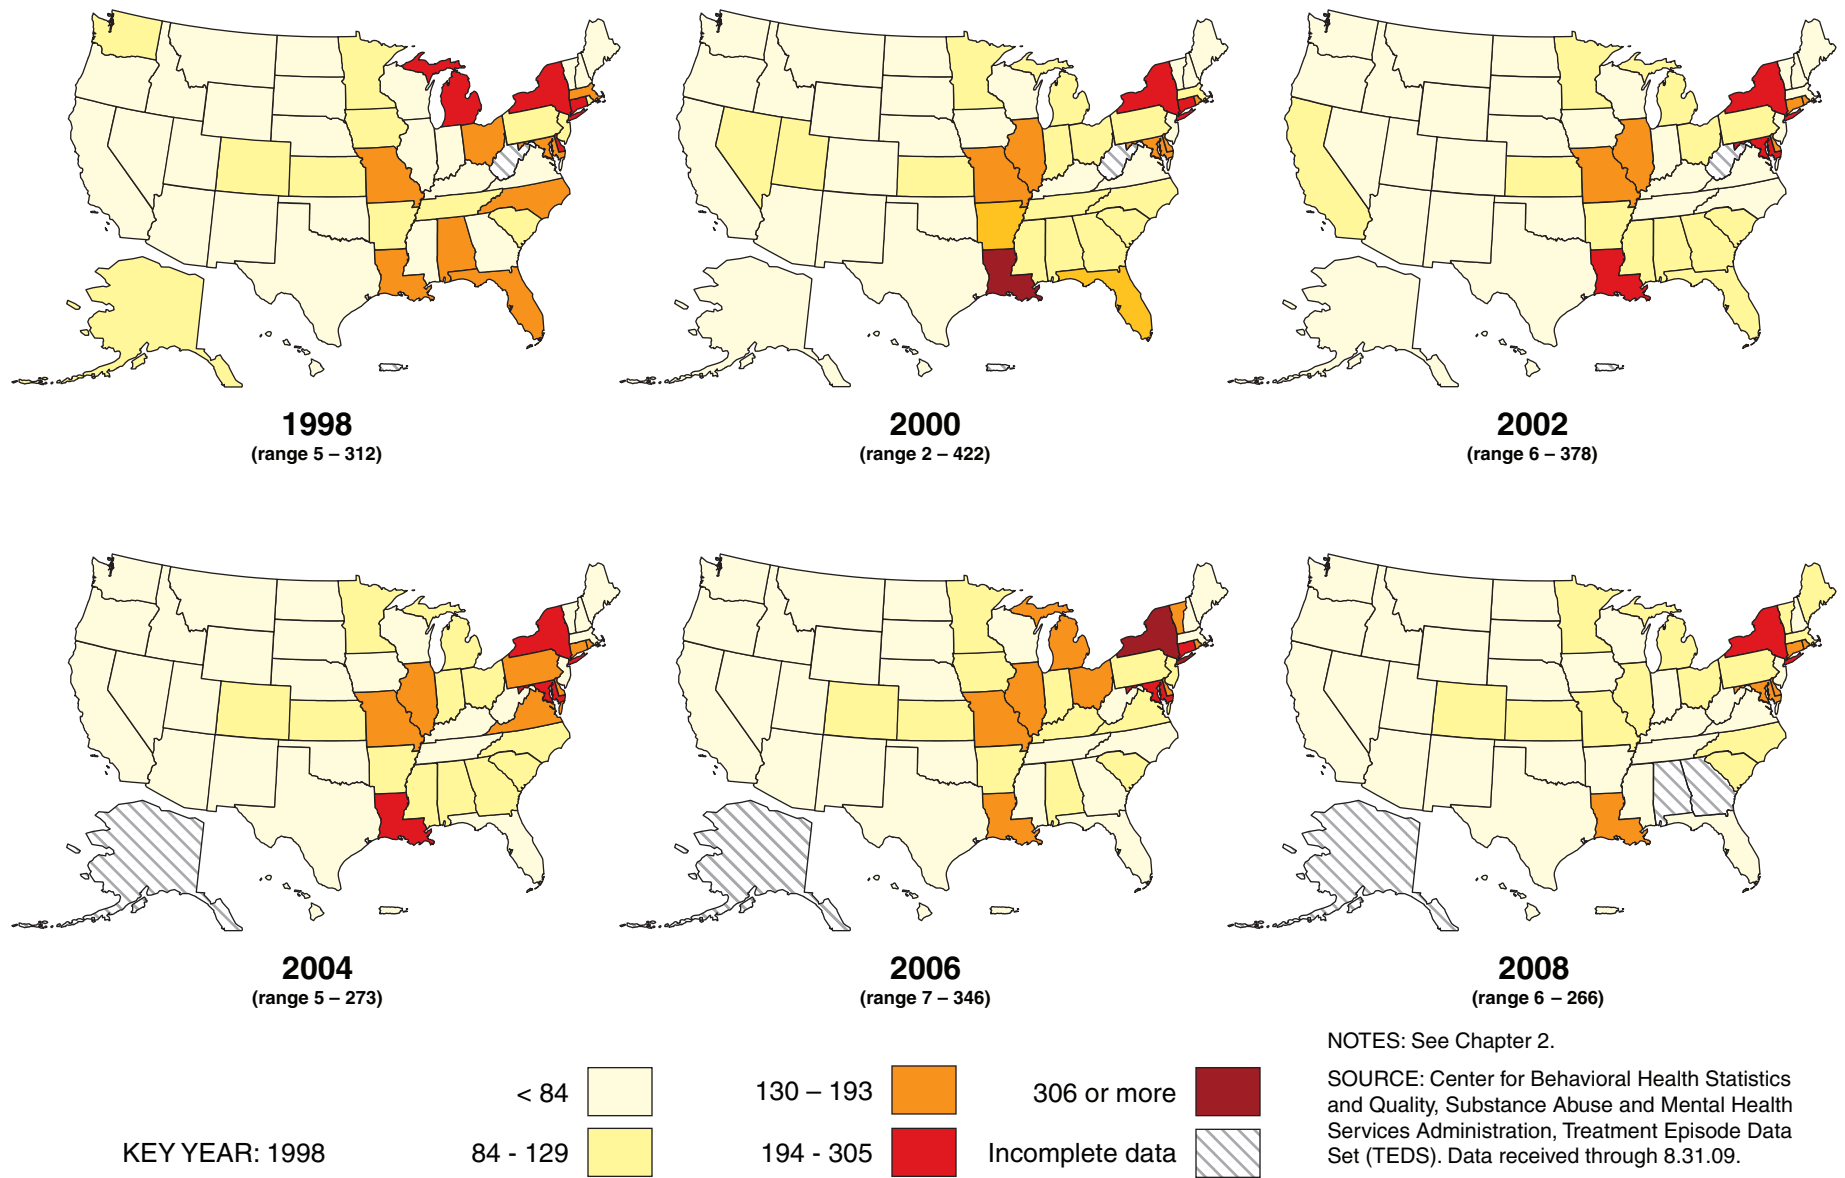 1998
(range 5 – 312)
2000
(range 2 – 422)
2002
(range 6 – 378)
2004
(range 5 – 273)
2006
(range 7 – 346)
2008
(range 6 – 266)
KEY YEAR: 1998
< 84
84 - 129
130 – 193
194 - 305
306 or more
Incomplete data
NOTES: See Chapter 2.
SOURCE: Center for Behavioral Health Statistics
and Quality, Substance Abuse and Mental Health
Services Administration, Treatment Episode Data
Set (TEDS). Data received through 8.31.09.